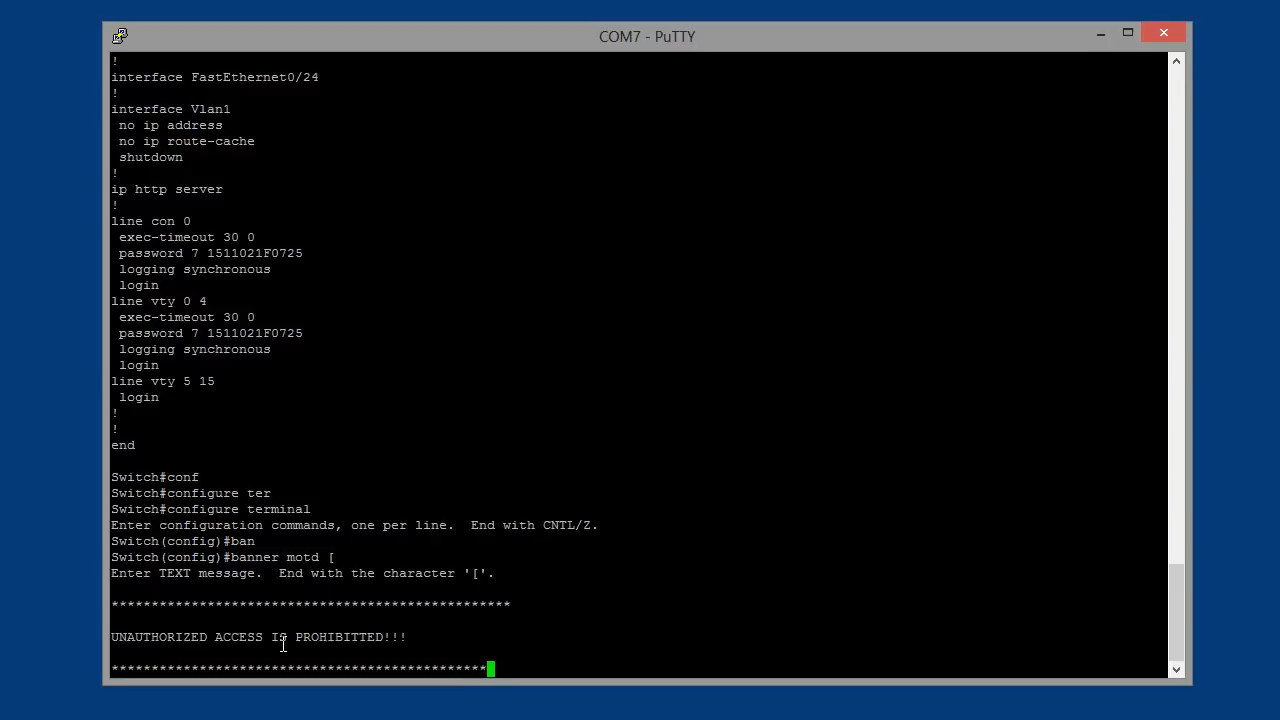 COM7 - PuTTY
!
interface FastEthernet0/24
!
interface Vlan1
 no ip address
 no ip route-cache
 shutdown
!
ip http server
!
line con 0
 exec-timeout 30 0
 password 7 1511021F0725
 logging synchronous
 login
line vty 0 4
 exec-timeout 30 0
 password 7 1511021F0725
 logging synchronous
 login
line vty 5 15
 login
!
!
end
Switch#conf
Switch#configure ter
Switch#configure terminal
Enter configuration commands, one per line.  End with CNTL/Z.
Switch(config)#ban
Switch(config)#banner motd [
Enter TEXT message.  End with the character '['.
**************************************************
UNAUTHORIZED ACCESS IS PROHIBITTED!!!
***********************************************